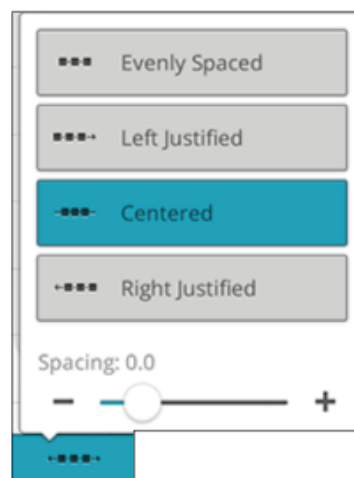 Evenly Spaced
Left Justified
Centered
Right Justified
Spacing: 0.0